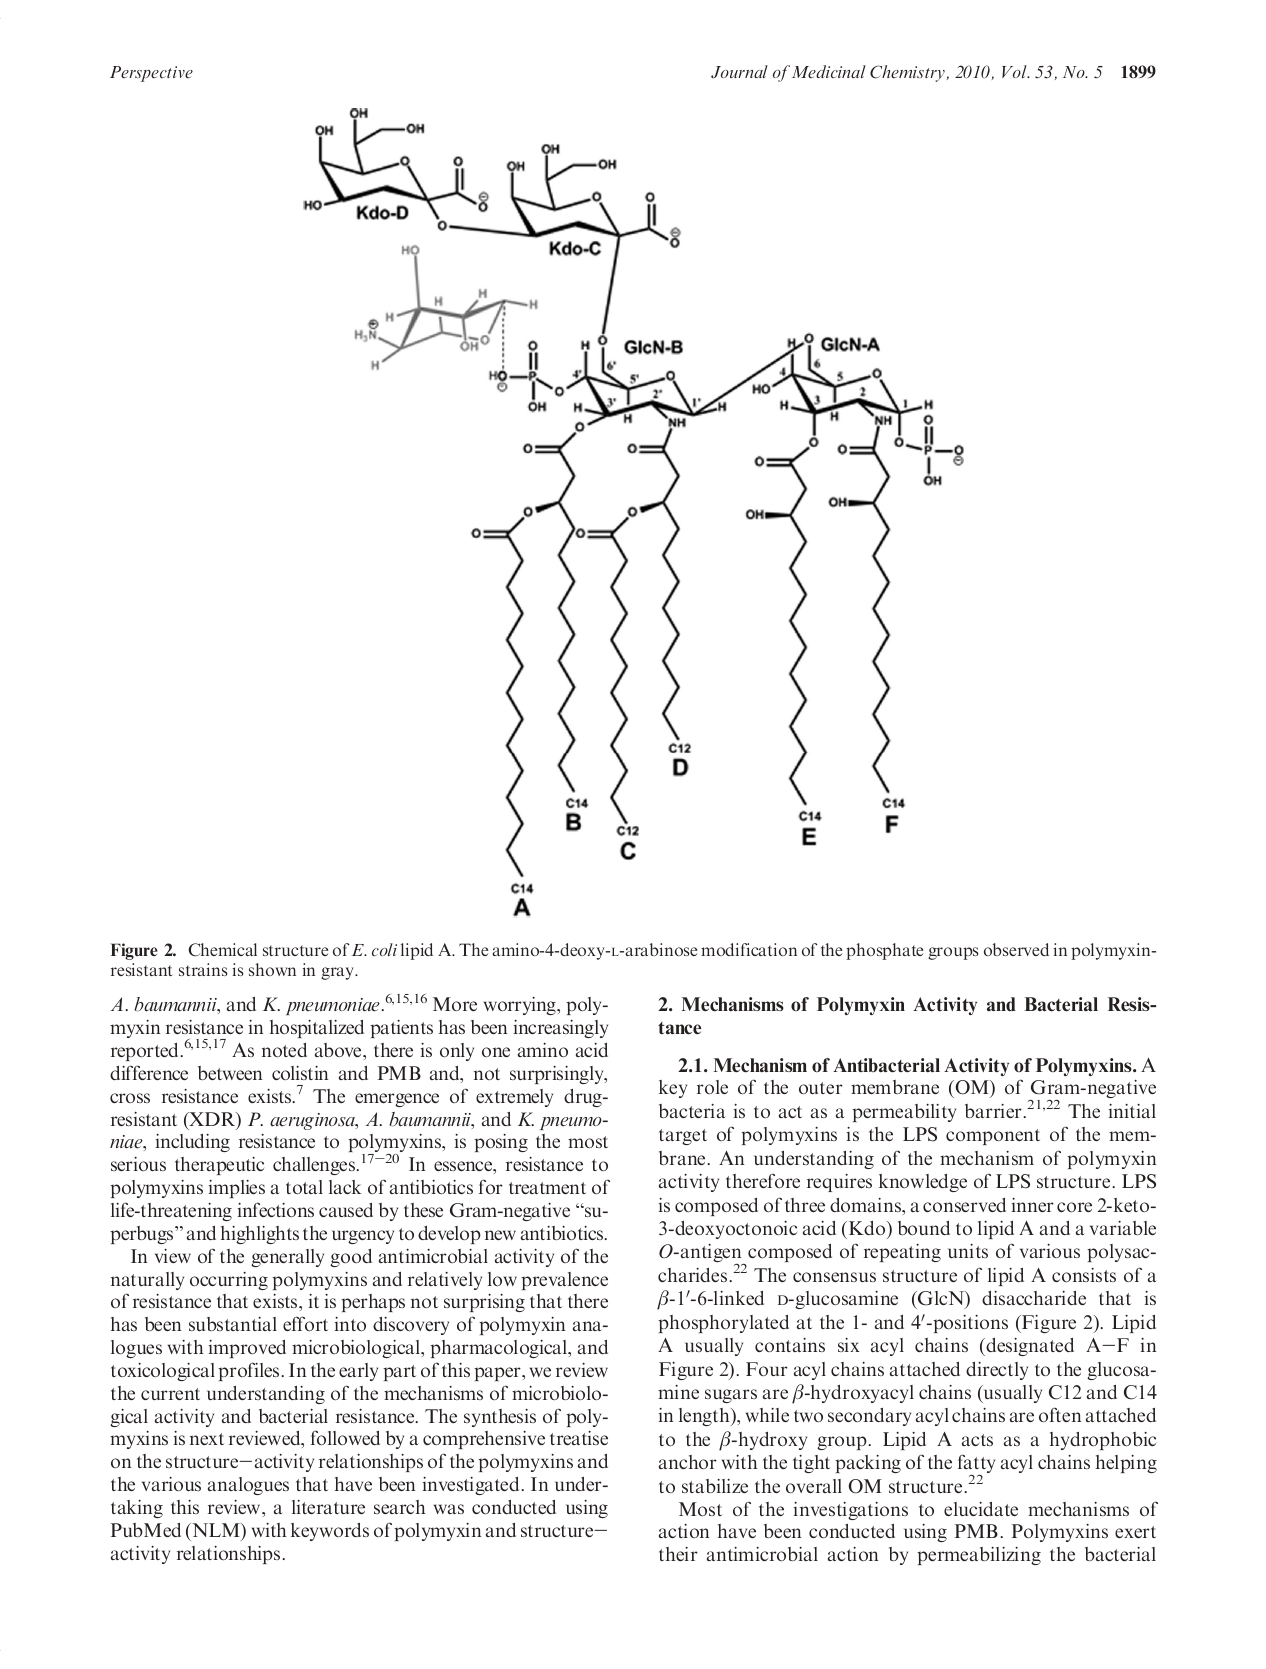 Perspective
Journal of Medicinal Chemistry, 2010, Vol. 53, No. 5 1899
OH
OH
OH
O
O
O⊖
HO
Kdo-D
O
OH
OH
OH
O
O
O⊖
Kdo-C
HO
H
H
H
H
H₃N⊕
H
OH
O
O
HO
⊖
P
OH
O
H
O
GlcN-B
4'
6'
5'
O
H
3'
2'
1'
H
H
O
NH
H
O
GlcN-A
6
4
5
O
HO
H
3
2
1
H
H
O
NH
O
O
P
O⊖
OH
O
O
O
O
OH
OH
O
O
O
O
C12
D
C14
B
C12
C
C14
E
C14
F
C14
A
Figure 2. Chemical structure of E. coli lipid A. The amino-4-deoxy-L-arabinose modification of the phosphate groups observed in polymyxin-
resistant strains is shown in gray.
A. baumannii, and K. pneumoniae.6,15,16 More worrying, poly-
myxin resistance in hospitalized patients has been increasingly
reported.6,15,17 As noted above, there is only one amino acid
difference between colistin and PMB and, not surprisingly,
cross resistance exists.7 The emergence of extremely drug-
resistant (XDR) P. aeruginosa, A. baumannii, and K. pneumo-
niae, including resistance to polymyxins, is posing the most
serious therapeutic challenges.17−20 In essence, resistance to
polymyxins implies a total lack of antibiotics for treatment of
life-threatening infections caused by these Gram-negative “su-
perbugs” and highlights the urgency to develop new antibiotics.
In view of the generally good antimicrobial activity of the
naturally occurring polymyxins and relatively low prevalence
of resistance that exists, it is perhaps not surprising that there
has been substantial effort into discovery of polymyxin ana-
logues with improved microbiological, pharmacological, and
toxicological profiles. In the early part of this paper, we review
the current understanding of the mechanisms of microbiolo-
gical activity and bacterial resistance. The synthesis of poly-
myxins is next reviewed, followed by a comprehensive treatise
on the structure−activity relationships of the polymyxins and
the various analogues that have been investigated. In under-
taking this review, a literature search was conducted using
PubMed (NLM) with keywords of polymyxin and structure−
activity relationships.
2. Mechanisms of Polymyxin Activity and Bacterial Resis-
tance
2.1. Mechanism of Antibacterial Activity of Polymyxins. A
key role of the outer membrane (OM) of Gram-negative
bacteria is to act as a permeability barrier.21,22 The initial
target of polymyxins is the LPS component of the mem-
brane. An understanding of the mechanism of polymyxin
activity therefore requires knowledge of LPS structure. LPS
is composed of three domains, a conserved inner core 2-keto-
3-deoxyoctonoic acid (Kdo) bound to lipid A and a variable
O-antigen composed of repeating units of various polysac-
charides.22 The consensus structure of lipid A consists of a
β-1′-6-linked D-glucosamine (GlcN) disaccharide that is
phosphorylated at the 1- and 4′-positions (Figure 2). Lipid
A usually contains six acyl chains (designated A−F in
Figure 2). Four acyl chains attached directly to the glucosa-
mine sugars are β-hydroxyacyl chains (usually C12 and C14
in length), while two secondary acyl chains are often attached
to the β-hydroxy group. Lipid A acts as a hydrophobic
anchor with the tight packing of the fatty acyl chains helping
to stabilize the overall OM structure.22
Most of the investigations to elucidate mechanisms of
action have been conducted using PMB. Polymyxins exert
their antimicrobial action by permeabilizing the bacterial